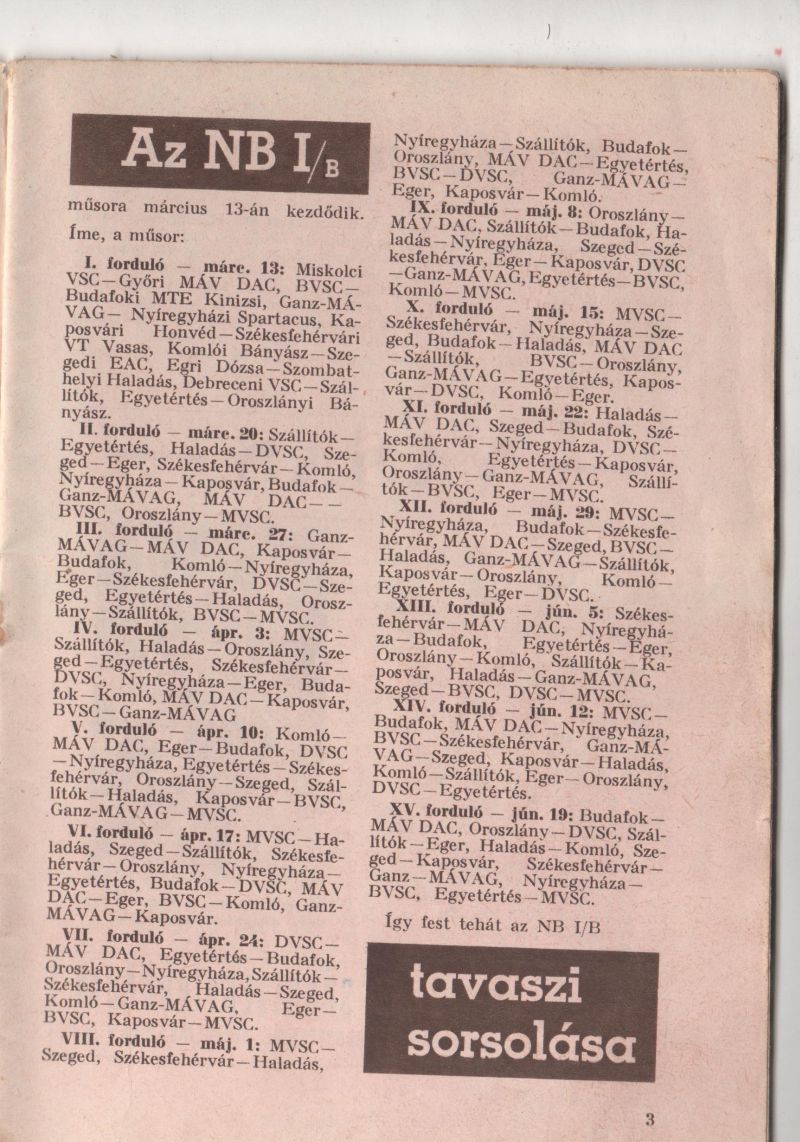 Az NB I/B
műsora március 13-án kezdődik.
Íme, a műsor:
I. forduló — márc. 13: Miskolci
VSC—Győri MÁV DAC, BVSC—
Budafoki MTE Kinizsi, Ganz-MÁ-
VAG— Nyíregyházi Spartacus, Ka-
posvári Honvéd—Székesfehérvári
VT Vasas, Komlói Bányász—Sze-
gedi EAC, Egri Dózsa—Szombat-
helyi Haladás, Debreceni VSC—Szál-
lítók, Egyetértés—Oroszlányi Bá-
nyász.
II. forduló — márc. 20: Szállítók—
Egyetértés, Haladás—DVSC, Sze-
ged—Eger, Székesfehérvár—Komló,
Nyíregyháza—Kaposvár, Budafok—
Ganz-MÁVAG, MÁV DAC——
BVSC, Oroszlány—MVSC.
III. forduló — márc. 27: Ganz-
MÁVAG—MÁV DAC, Kaposvár—
Budafok, Komló—Nyíregyháza,
Eger—Székesfehérvár, DVSC—Sze-
ged, Egyetértés—Haladás, Orosz-
lány—Szállítók, BVSC—MVSC.
IV. forduló — ápr. 3: MVSC—
Szállítók, Haladás—Oroszlány, Sze-
ged—Egyetértés, Székesfehérvár—
DVSC, Nyíregyháza—Eger, Buda-
fok—Komló, MÁV DAC—Kaposvár,
BVSC—Ganz-MÁVAG
V. forduló — ápr. 10: Komló—
MÁV DAC, Eger—Budafok, DVSC
—Nyíregyháza, Egyetértés—Székes-
fehérvár, Oroszlány—Szeged, Szál-
lítók—Haladás, Kaposvár—BVSC,
Ganz-MÁVAG—MVSC.
VI. forduló — ápr. 17: MVSC—Ha-
ladás, Szeged—Szállítók, Székesfe-
hérvár—Oroszlány, Nyíregyháza—
Egyetértés, Budafok—DVSC, MÁV
DAC—Eger, BVSC—Komló, Ganz-
MÁVAG—Kaposvár.
VII. forduló — ápr. 24: DVSC—
MÁV DAC, Egyetértés—Budafok,
Oroszlány—Nyíregyháza, Szállítók—
Székesfehérvár, Haladás—Szeged,
Komló—Ganz-MÁVAG, Eger—
BVSC, Kaposvár—MVSC.
VIII. forduló — máj. 1: MVSC—
Szeged, Székesfehérvár—Haladás,
Nyíregyháza—Szállítók, Budafok—
Oroszlány, MÁV DAC—Egyetértés,
BVSC—DVSC, Ganz-MÁVAG—
Eger, Kaposvár—Komló.
IX. forduló — máj. 8: Oroszlány—
MÁV DAC, Szállítók—Budafok, Ha-
ladás—Nyíregyháza, Szeged—Szé-
kesfehérvár, Eger—Kaposvár, DVSC
—Ganz-MÁVAG, Egyetértés—BVSC,
Komló—MVSC.
X. forduló — máj. 15: MVSC—
Székesfehérvár, Nyíregyháza—Sze-
ged, Budafok—Haladás, MÁV DAC
—Szállítók, BVSC—Oroszlány,
Ganz-MÁVAG—Egyetértés, Kapos-
vár—DVSC, Komló—Eger.
XI. forduló — máj. 22: Haladás—
MÁV DAC, Szeged—Budafok, Szé-
kesfehérvár—Nyíregyháza, DVSC—
Komló, Egyetértés—Kaposvár,
Oroszlány—Ganz-MÁVAG, Szállí-
tók—BVSC, Eger—MVSC.
XII. forduló — máj. 29: MVSC—
Nyíregyháza, Budafok—Székesfe-
hérvár, MÁV DAC—Szeged, BVSC—
Haladás, Ganz-MÁVAG—Szállítók,
Kaposvár—Oroszlány, Komló—
Egyetértés, Eger—DVSC.
XIII. forduló — jún. 5: Székes-
fehérvár—MÁV DAC, Nyíregyhá-
za—Budafok, Egyetértés—Eger,
Oroszlány—Komló, Szállítók—Ka-
posvár, Haladás—Ganz-MÁVAG,
Szeged—BVSC, DVSC—MVSC.
XIV. forduló — jún. 12: MVSC—
Budafok, MÁV DAC—Nyíregyháza,
BVSC—Székesfehérvár, Ganz-MÁ-
VAG—Szeged, Kaposvár—Haladás,
Komló—Szállítók, Eger—Oroszlány,
DVSC—Egyetértés.
XV. forduló — jún. 19: Budafok—
MÁV DAC, Oroszlány—DVSC, Szál-
lítók—Eger, Haladás—Komló, Sze-
ged—Kaposvár, Székesfehérvár—
Ganz—MÁVAG, Nyíregyháza—
BVSC, Egyetértés—MVSC.
Így fest tehát az NB I/B
tavaszi
sorsolása
3